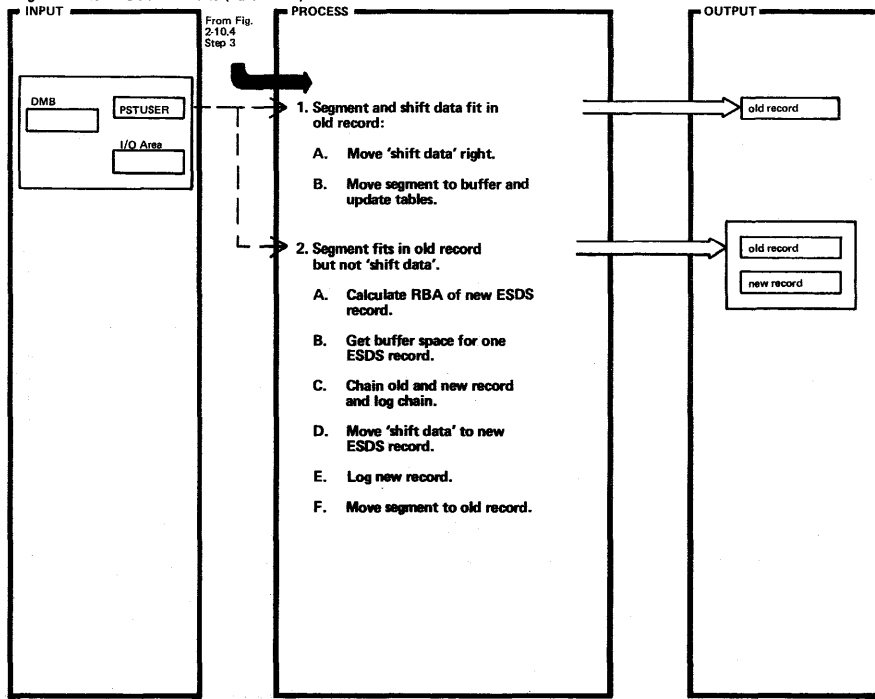 INPUT
From Fig.
2-10.4
Step 3
PROCESS
OUTPUT
DMB
PSTUSER
I/O Area
1. Segment and shift data fit in
old record:
A. Move 'shift data' right.
B. Move segment to buffer and
update tables.
old record
2. Segment fits in old record
but not 'shift data'.
A. Calculate RBA of new ESDS
record.
B. Get buffer space for one
ESDS record.
C. Chain old and new record
and log chain.
D. Move 'shift data' to new
ESDS record.
E. Log new record.
F. Move segment to old record.
old record
new record